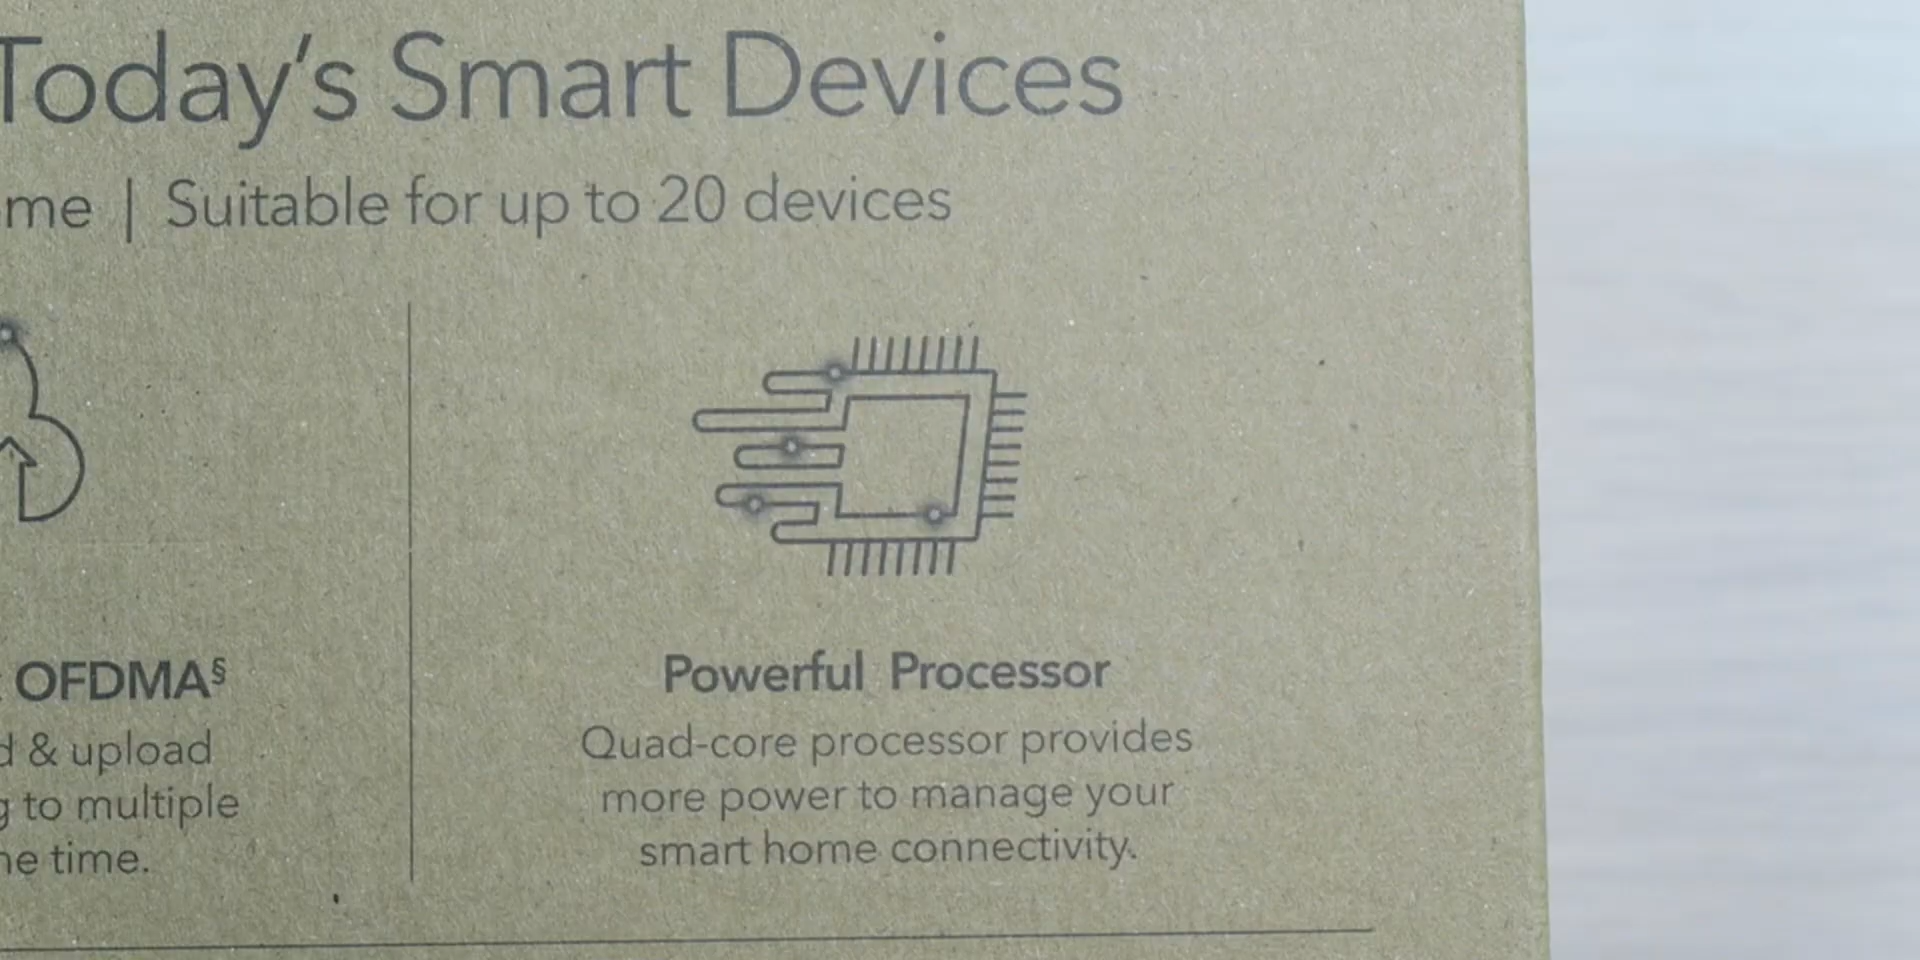 Today's Smart Devices
me | Suitable for up to 20 devices
OFDMA§
d & upload
g to multiple
he time.
Powerful Processor
Quad-core processor provides
more power to manage your
smart home connectivity.